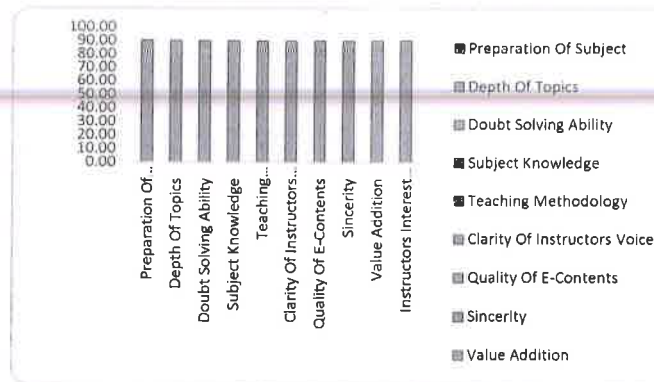 100.00
90.00
80.00
70.00
60.00
50.00
40.00
30.00
20.00
10.00
0.00
Preparation Of...
Depth Of Topics
Doubt Solving Ability
Subject Knowledge
Teaching...
Clarity Of Instructors...
Quality Of E-Contents
Sincerity
Value Addition
Instructors Interest...
Preparation Of Subject
Depth Of Topics
Doubt Solving Ability
Subject Knowledge
Teaching Methodology
Clarity Of Instructors Voice
Quality Of E-Contents
Sincerity
Value Addition